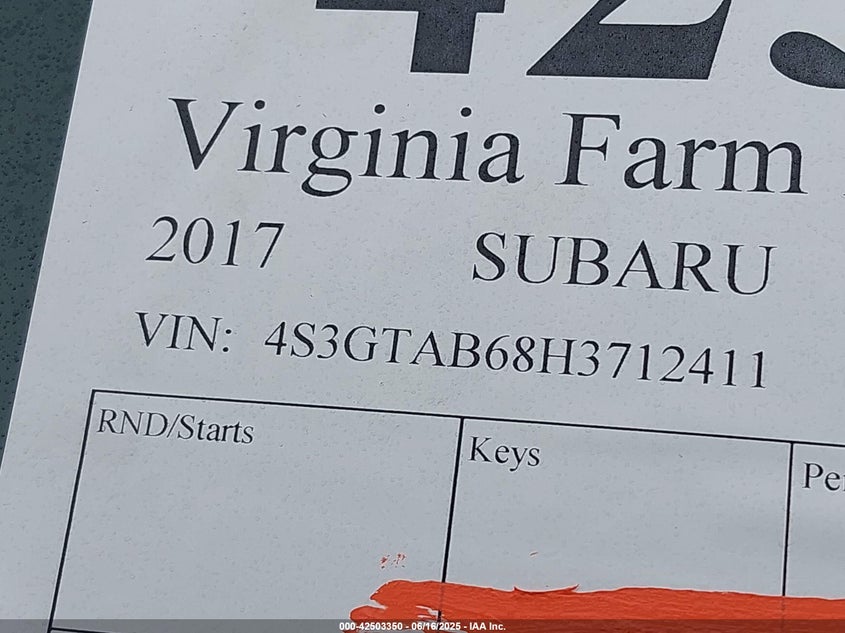 Virginia Farm
2017 SUBARU
VIN: 4S3GTAB68H3712411
RND/Starts Keys
000-42503350 - 06/16/2025 - IAA Inc.